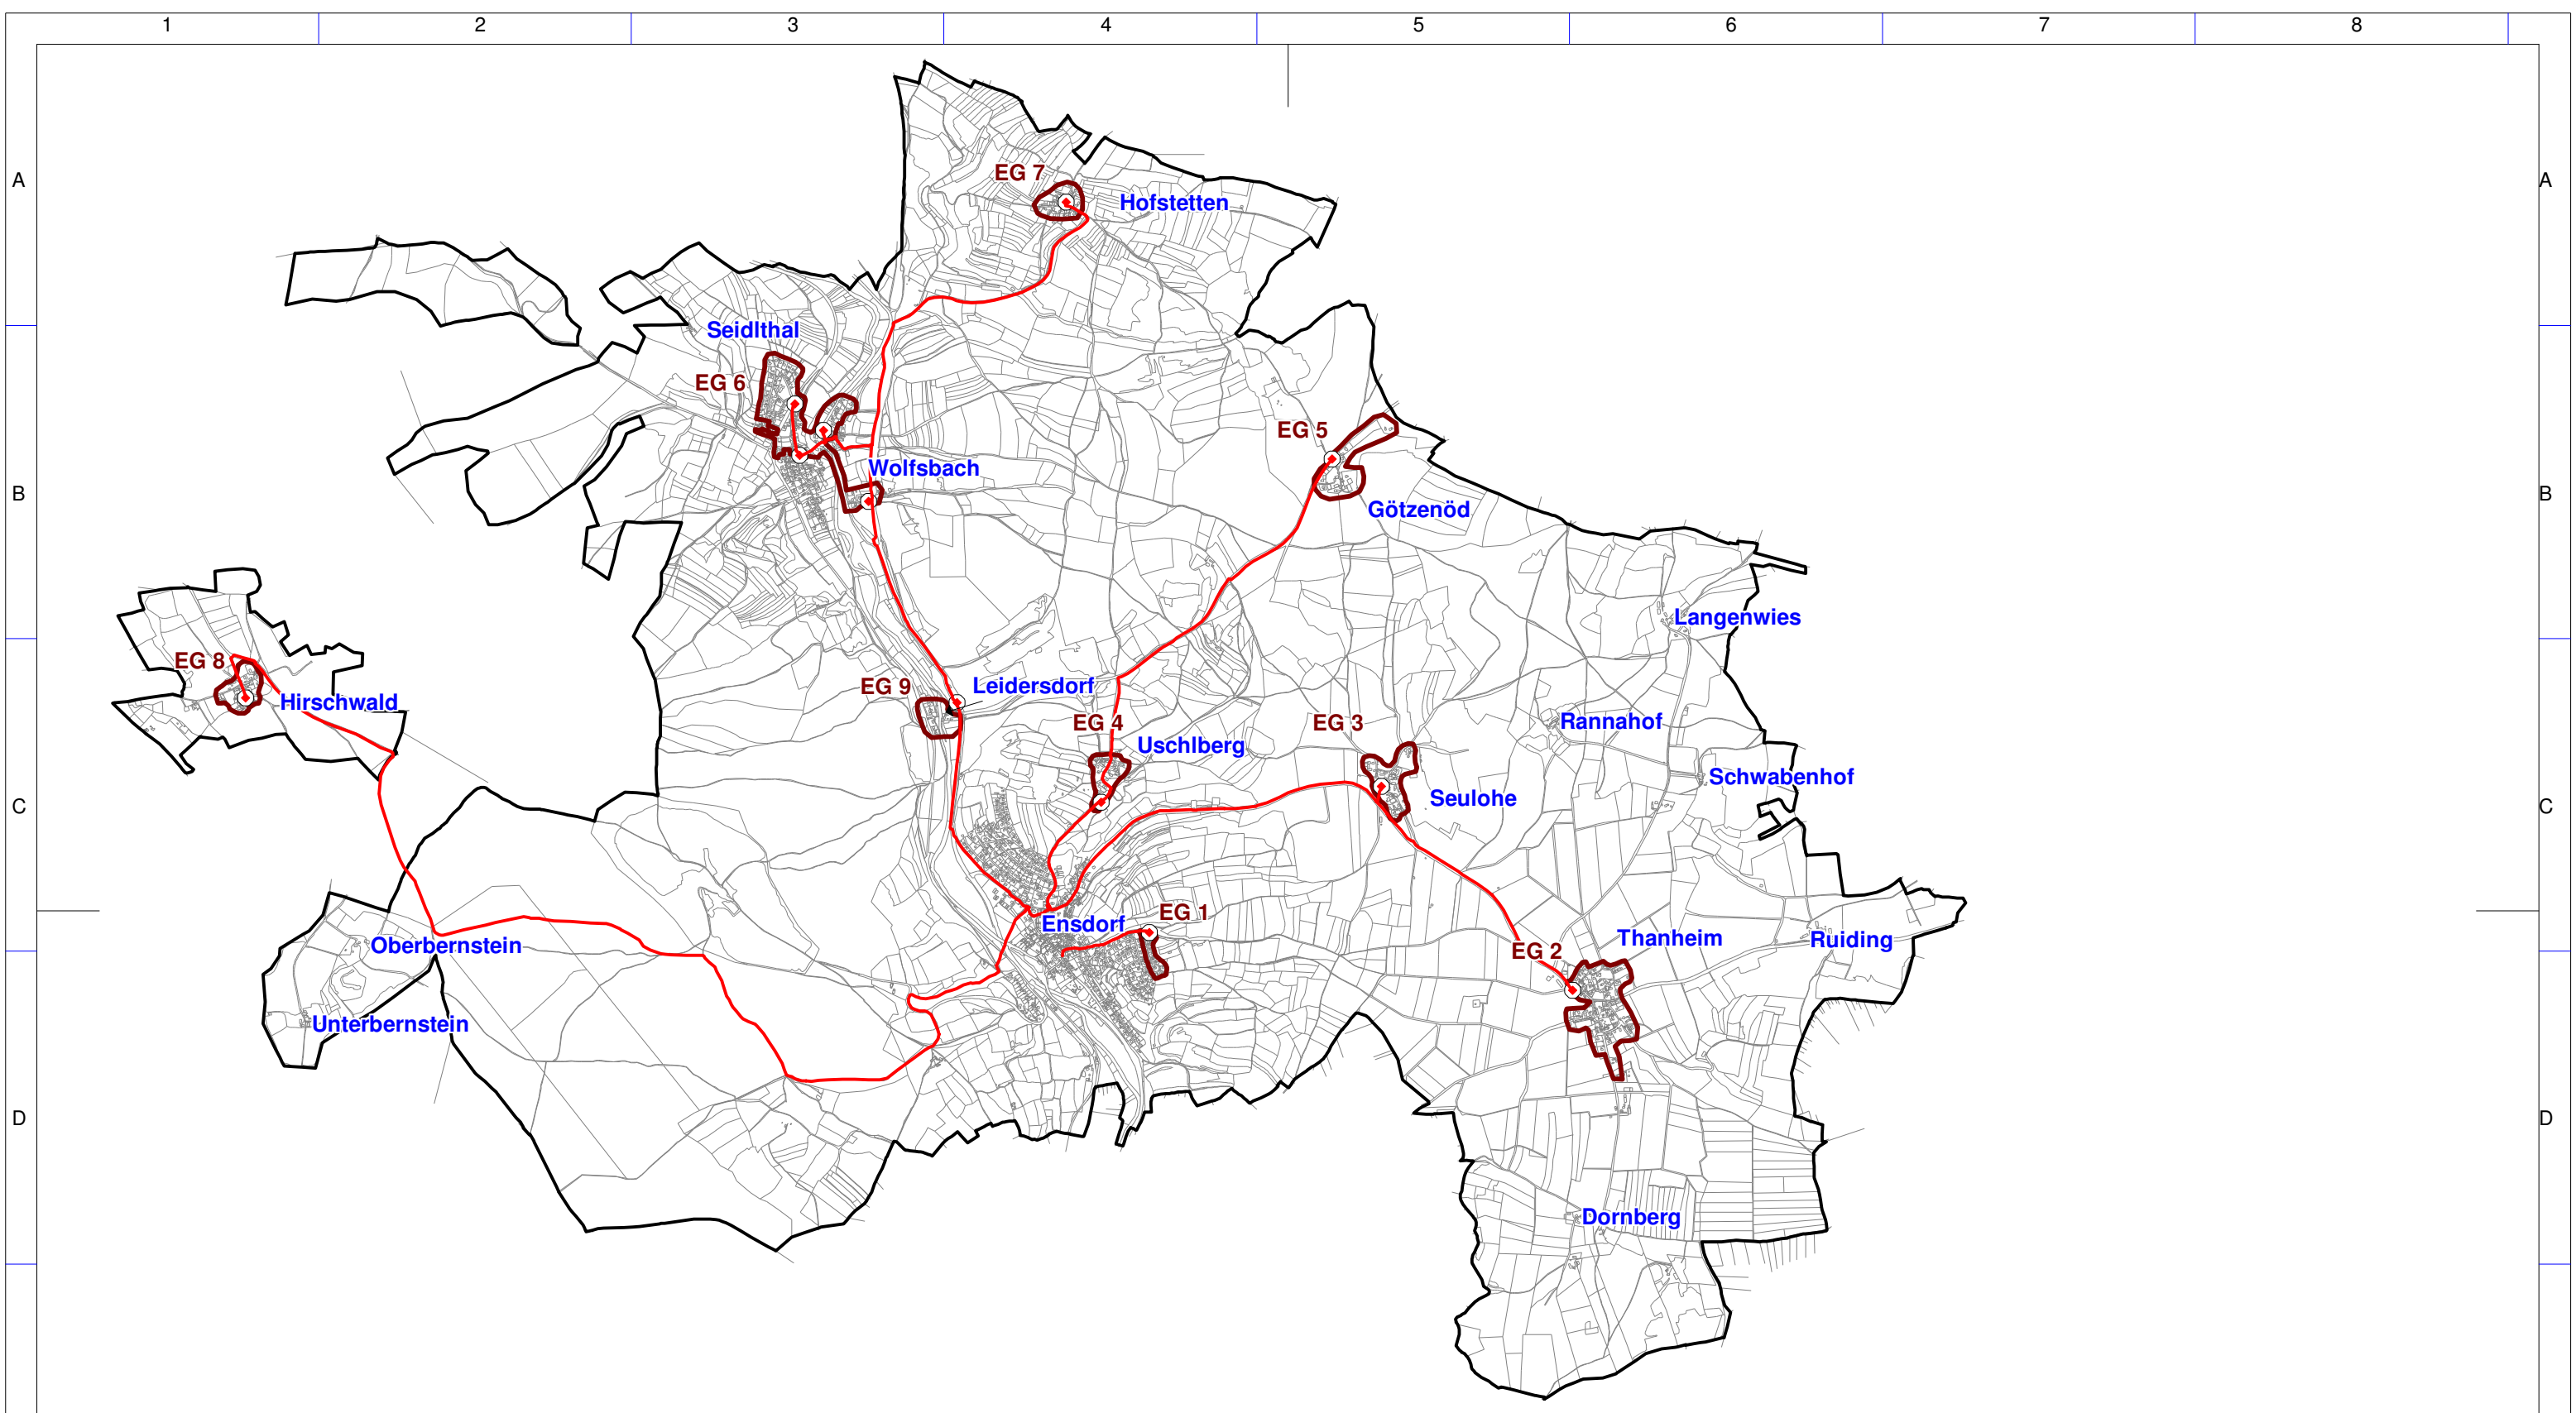 1 2 3 4 5 6 7 8
A A
EG 7
Hofstetten
Seidlthal
EG 6
EG 5
Wolfsbach
B B
Götzenöd
Langenwies
EG 8
Hirschwald
EG 9
Leidersdorf
EG 4
EG 3
Rannahof
Uschlberg
Schwabenhof
Seulohe
C C
EG 1
Ensdorf
Thanheim
Ruiding
Oberbernstein
EG 2
Unterbernstein
D D
Dornberg